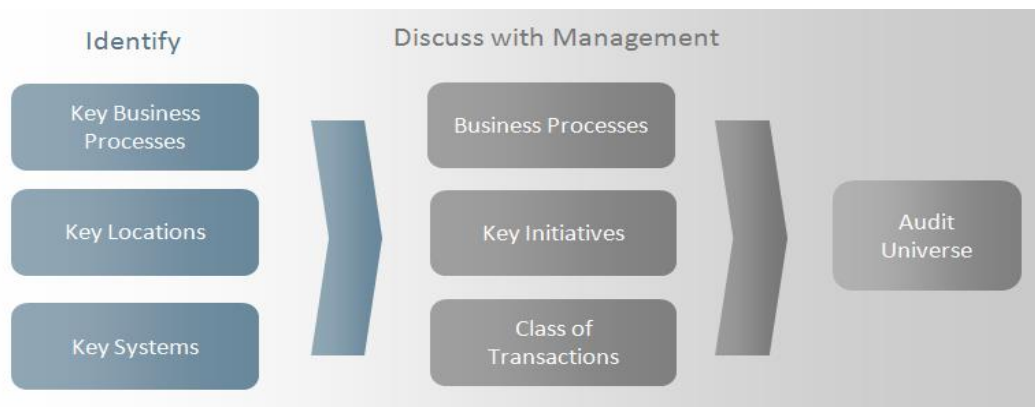 Identify
Key Business
Processes
Key Locations
Key Systems
Discuss with Management
Business Processes
Key Initiatives
Class of
Transactions
Audit
Universe